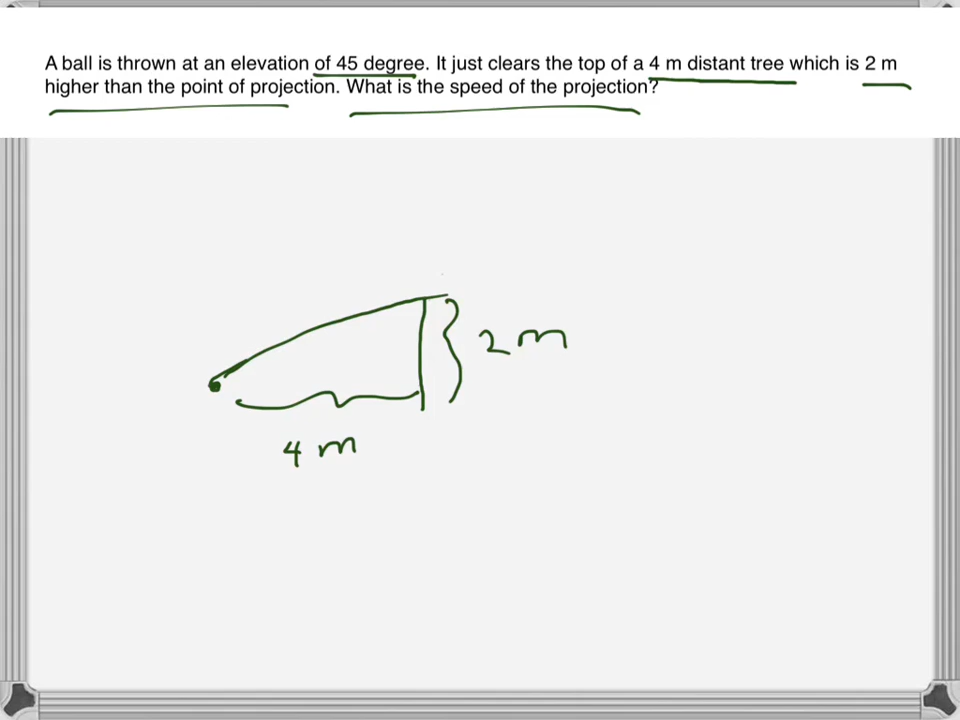 A ball is thrown at an elevation of 45 degree. It just clears the top of a 4 m distant tree which is 2 m
higher than the point of projection. What is the speed of the projection?
2 m
4 m